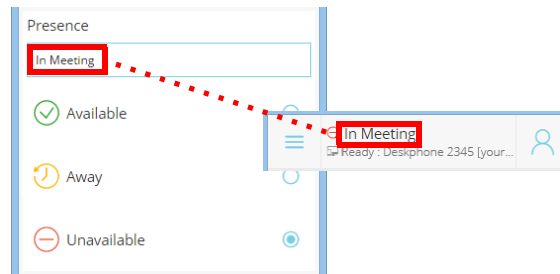 Presence
In Meeting
Available
In Meeting
Ready : Deskphone 2345 [your...
Away
Unavailable